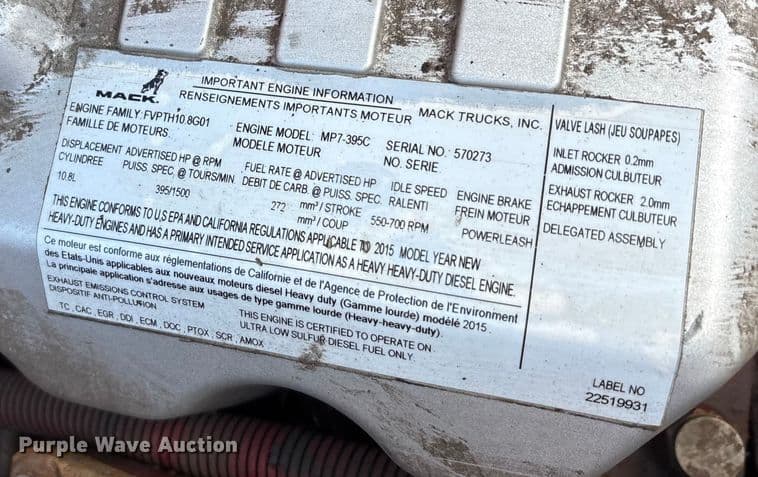 MACK
IMPORTANT ENGINE INFORMATION
RENSEIGNEMENTS IMPORTANTS MOTEUR
MACK TRUCKS, INC.
ENGINE FAMILY: FVPTH10.8G01
FAMILLE DE MOTEURS
ENGINE MODEL MP7-395C
MODELE MOTEUR
SERIAL NO. 570273
NO. SERIE
DISPLACEMENT
CYLINDREE
10.8L
ADVERTISED HP @ RPM
PUISS. SPEC. @ TOURS/MIN
395/1500
FUEL RATE @ ADVERTISED HP
DEBIT DE CARB. @ PUISS. SPEC.
272 mm³ / STROKE
mm³ / COUP
IDLE SPEED
RALENTI
550-700 RPM
ENGINE BRAKE
FREIN MOTEUR
POWERLEASH
THIS ENGINE CONFORMS TO U.S EPA AND CALIFORNIA REGULATIONS APPLICABLE TO 2015 MODEL YEAR NEW
HEAVY-DUTY ENGINES AND HAS A PRIMARY INTENDED SERVICE APPLICATION AS A HEAVY HEAVY-DUTY DIESEL ENGINE.
Ce moteur est conforme aux réglementations de Californie et de l'Agence de Protection de l'Environment
des Etats-Unis applicables aux nouveaux moteurs diesel Heavy duty (Gamme lourde) modélé 2015.
La principale application s'adresse aux usages de type gamme lourde (Heavy-heavy-duty).
EXHAUST EMISSIONS CONTROL SYSTEM
DISPOSITIF ANTI-POLLUTION
TC , CAC , EGR , DDI , ECM , DOC , PTOX , SCR , AMOX
THIS ENGINE IS CERTIFIED TO OPERATE ON
ULTRA LOW SULFUR DIESEL FUEL ONLY.
VALVE LASH (JEU SOUPAPES)
INLET ROCKER 0.2mm
ADMISSION CULBUTEUR
EXHAUST ROCKER 2.0mm
ECHAPPEMENT CULBUTEUR
DELEGATED ASSEMBLY
LABEL NO
22519931
Purple Wave Auction